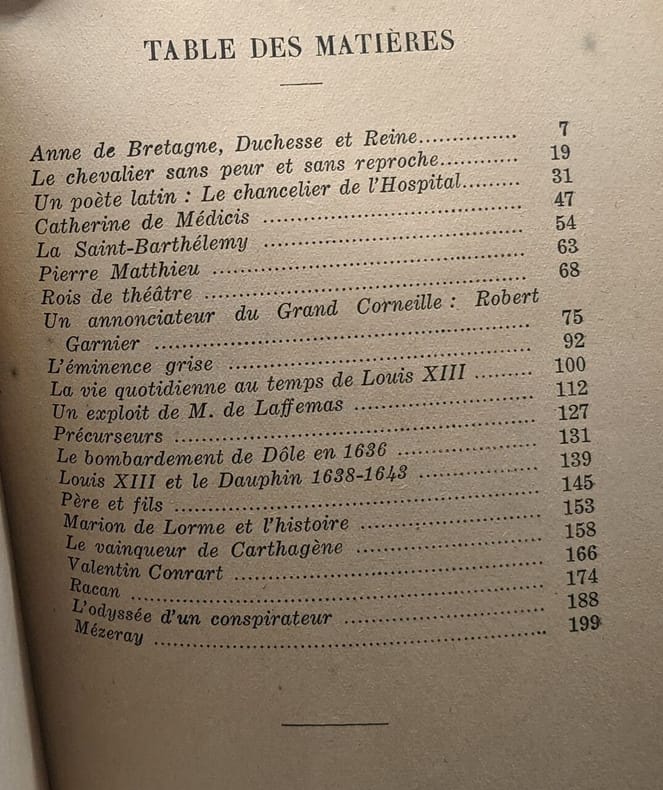 TABLE DES MATIÈRES
Anne de Bretagne, Duchesse et Reine............... 7
Le chevalier sans peur et sans reproche............ 19
Un poète latin : Le chancelier de l'Hospital......... 31
Catherine de Médicis ........................................ 47
La Saint-Barthélemy ........................................ 54
Pierre Matthieu ................................................ 63
Rois de théâtre ................................................ 68
Un annonciateur du Grand Corneille : Robert
Garnier ........................................................ 75
L'éminence grise .............................................. 92
La vie quotidienne au temps de Louis XIII ......... 100
Un exploit de M. de Laffemas ........................... 112
Précurseurs ...................................................... 127
Le bombardement de Dôle en 1636 ..................... 131
Louis XIII et le Dauphin 1638-1643 .................. 139
Père et fils ...................................................... 145
Marion de Lorme et l'histoire ........................... 153
Le vainqueur de Carthagène ........................... 158
Valentin Conrart ................................................ 166
Racan ............................................................ 174
L'odyssée d'un conspirateur .............................. 188
Mézeray ......................................................... 199